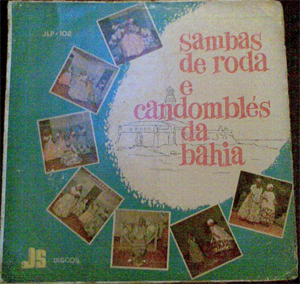 JLP-102
sambas
de roda
e
candomblés
da
bahia
JS
DISCOS